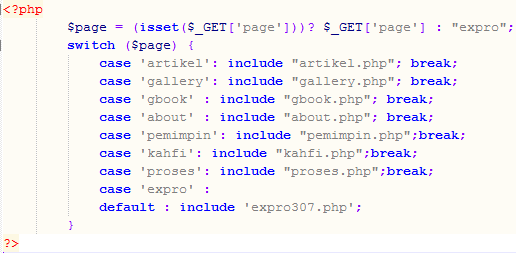 <?php
$page = (isset($_GET['page']))? $_GET['page'] : "expro";
switch ($page) {
case 'artikel': include "artikel.php"; break;
case 'gallery': include "gallery.php"; break;
case 'gbook' : include "gbook.php"; break;
case 'about' : include "about.php"; break;
case 'pemimpin': include "pemimpin.php";break;
case 'kahfi': include "kahfi.php";break;
case 'proses': include "proses.php";break;
case 'expro' :
default : include 'expro307.php';
}
?>